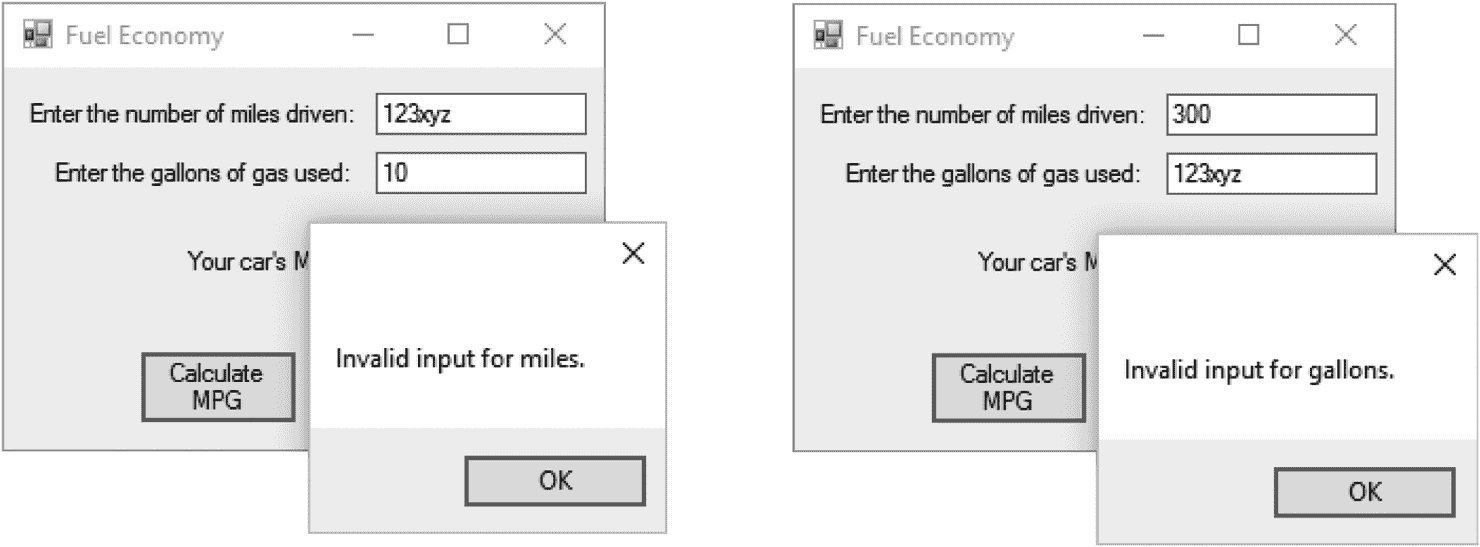 Fuel Economy
Enter the number of miles driven: 123xyz
Enter the gallons of gas used: 10
Your car's M
Calculate
MPG
Invalid input for miles.
OK
Fuel Economy
Enter the number of miles driven: 300
Enter the gallons of gas used: 123xyz
Your car's M
Calculate
MPG
Invalid input for gallons.
OK